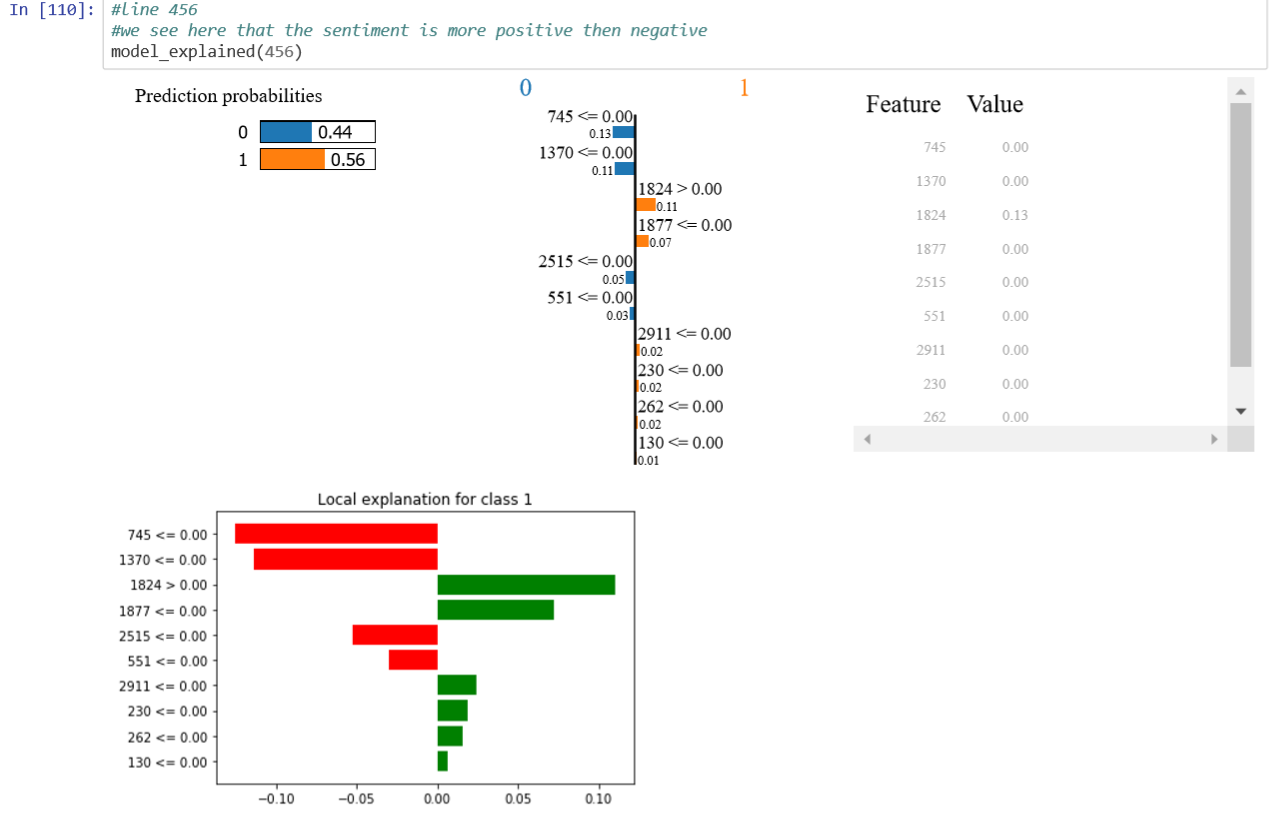 In [110]:
#line 456
#we see here that the sentiment is more positive then negative
model_explained(456)
Prediction probabilities
0 0.44
1 0.56
0 1
745 <= 0.00
0.13
1370 <= 0.00
0.11
1824 > 0.00
0.11
1877 <= 0.00
0.07
2515 <= 0.00
0.05
551 <= 0.00
0.03
2911 <= 0.00
0.02
230 <= 0.00
0.02
262 <= 0.00
0.02
130 <= 0.00
0.01
Feature Value
745 0.00
1370 0.00
1824 0.13
1877 0.00
2515 0.00
551 0.00
2911 0.00
230 0.00
262 0.00
Local explanation for class 1
745 <= 0.00
1370 <= 0.00
1824 > 0.00
1877 <= 0.00
2515 <= 0.00
551 <= 0.00
2911 <= 0.00
230 <= 0.00
262 <= 0.00
130 <= 0.00
−0.10 −0.05 0.00 0.05 0.10